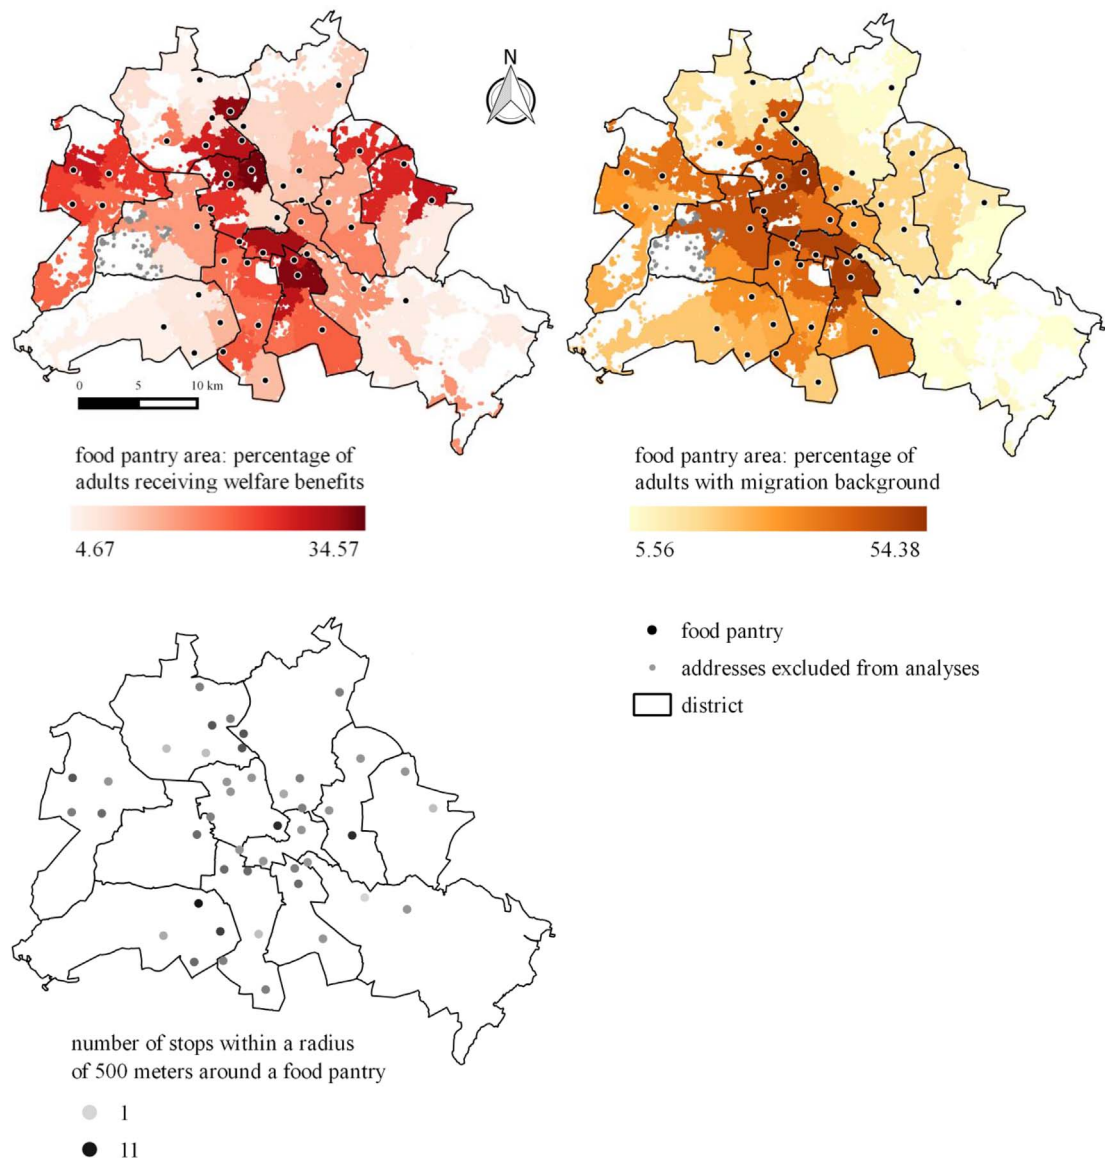 N
0 5 10 km
food pantry area: percentage of
adults receiving welfare benefits
4.67 34.57
food pantry area: percentage of
adults with migration background
5.56 54.38
food pantry
addresses excluded from analyses
district
number of stops within a radius
of 500 meters around a food pantry
1
11